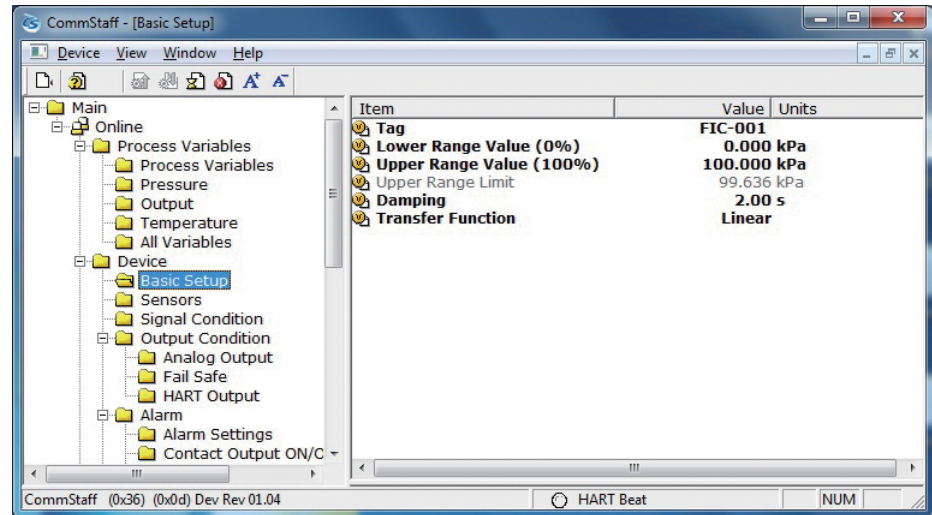 CommStaff - [Basic Setup]
Device View Window Help
A+ A-
Main
Online
Process Variables
Process Variables
Pressure
Output
Temperature
All Variables
Device
Basic Setup
Sensors
Signal Condition
Output Condition
Analog Output
Fail Safe
HART Output
Alarm
Alarm Settings
Contact Output ON/O
Item Value Units
Tag FIC-001
Lower Range Value (0%) 0.000 kPa
Upper Range Value (100%) 100.000 kPa
Upper Range Limit 99.636 kPa
Damping 2.00 s
Transfer Function Linear
CommStaff (0x36) (0x0d) Dev Rev 01.04 HART Beat NUM